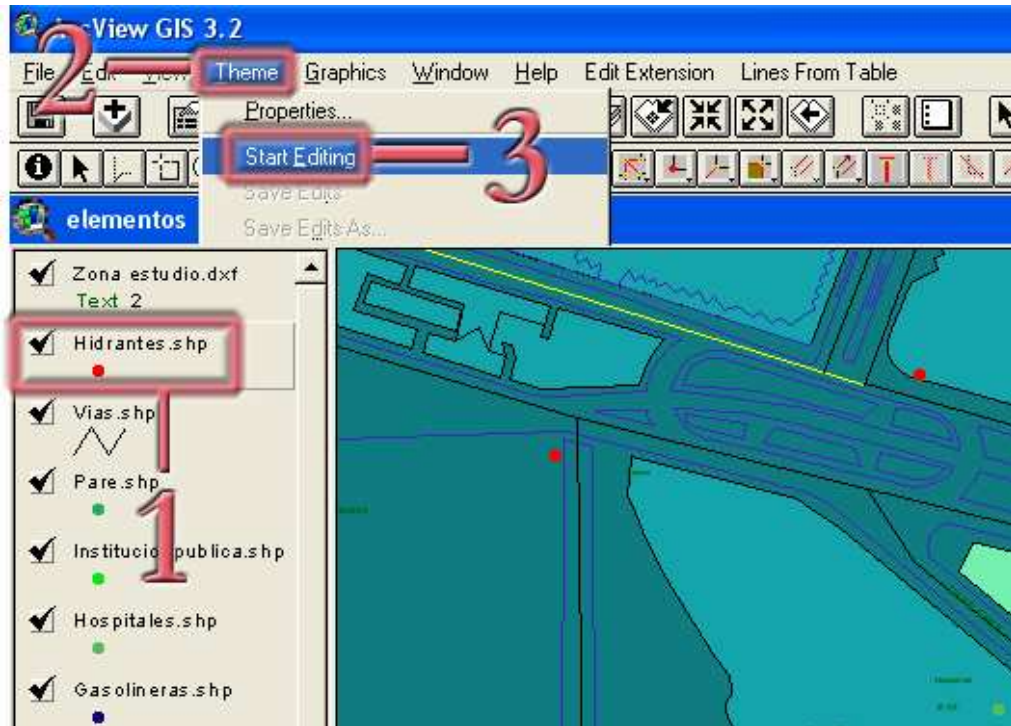 View GIS 3.2
2
File Edit View Theme Graphics Window Help Edit Extension Lines From Table
Properties...
Start Editing
3
Save Edits
Save Edits As...
elementos
Zona estudio.dxf
Text 2
Hidrantes.shp
Vias.shp
Pare.shp
1
publica.shp
Hospitales.shp
Gasolineras.shp